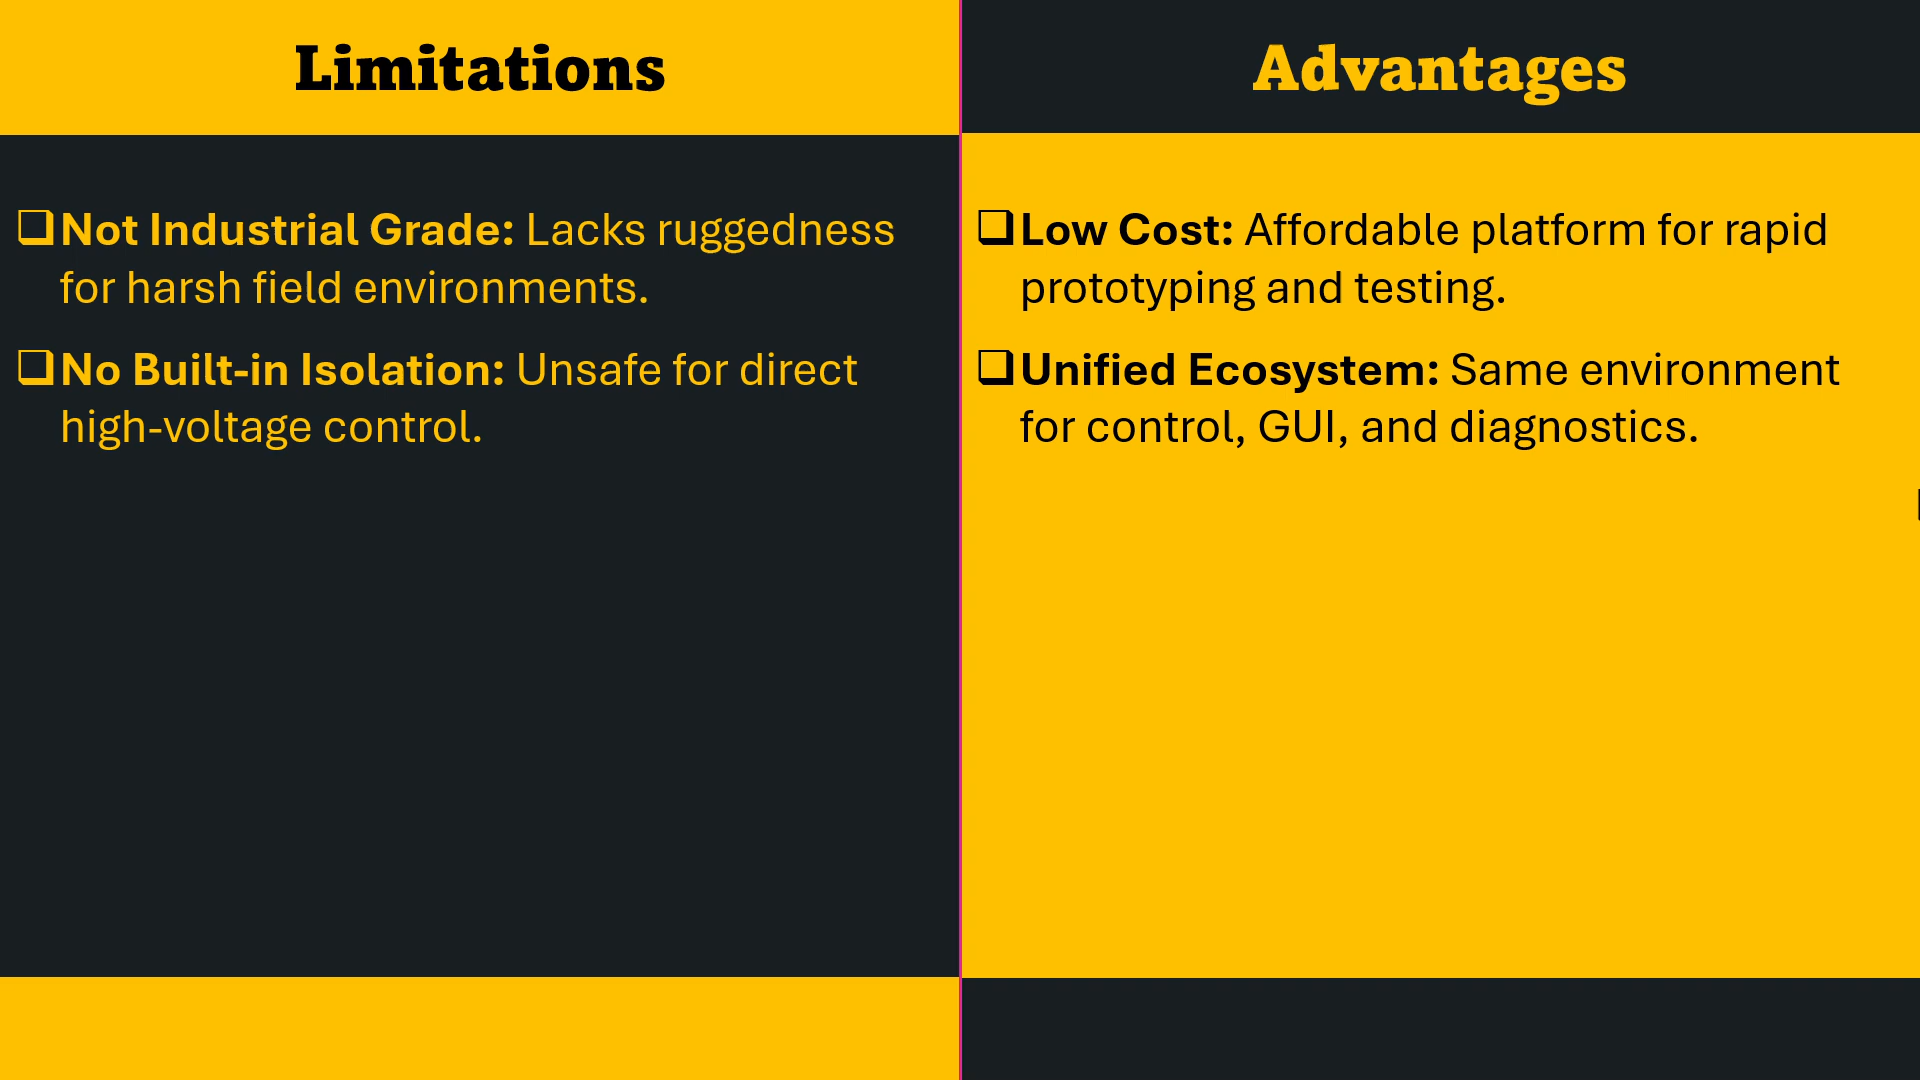 Limitations
❑Not Industrial Grade: Lacks ruggedness
for harsh field environments.
❑No Built-in Isolation: Unsafe for direct
high-voltage control.
Advantages
❑Low Cost: Affordable platform for rapid
prototyping and testing.
❑Unified Ecosystem: Same environment
for control, GUI, and diagnostics.